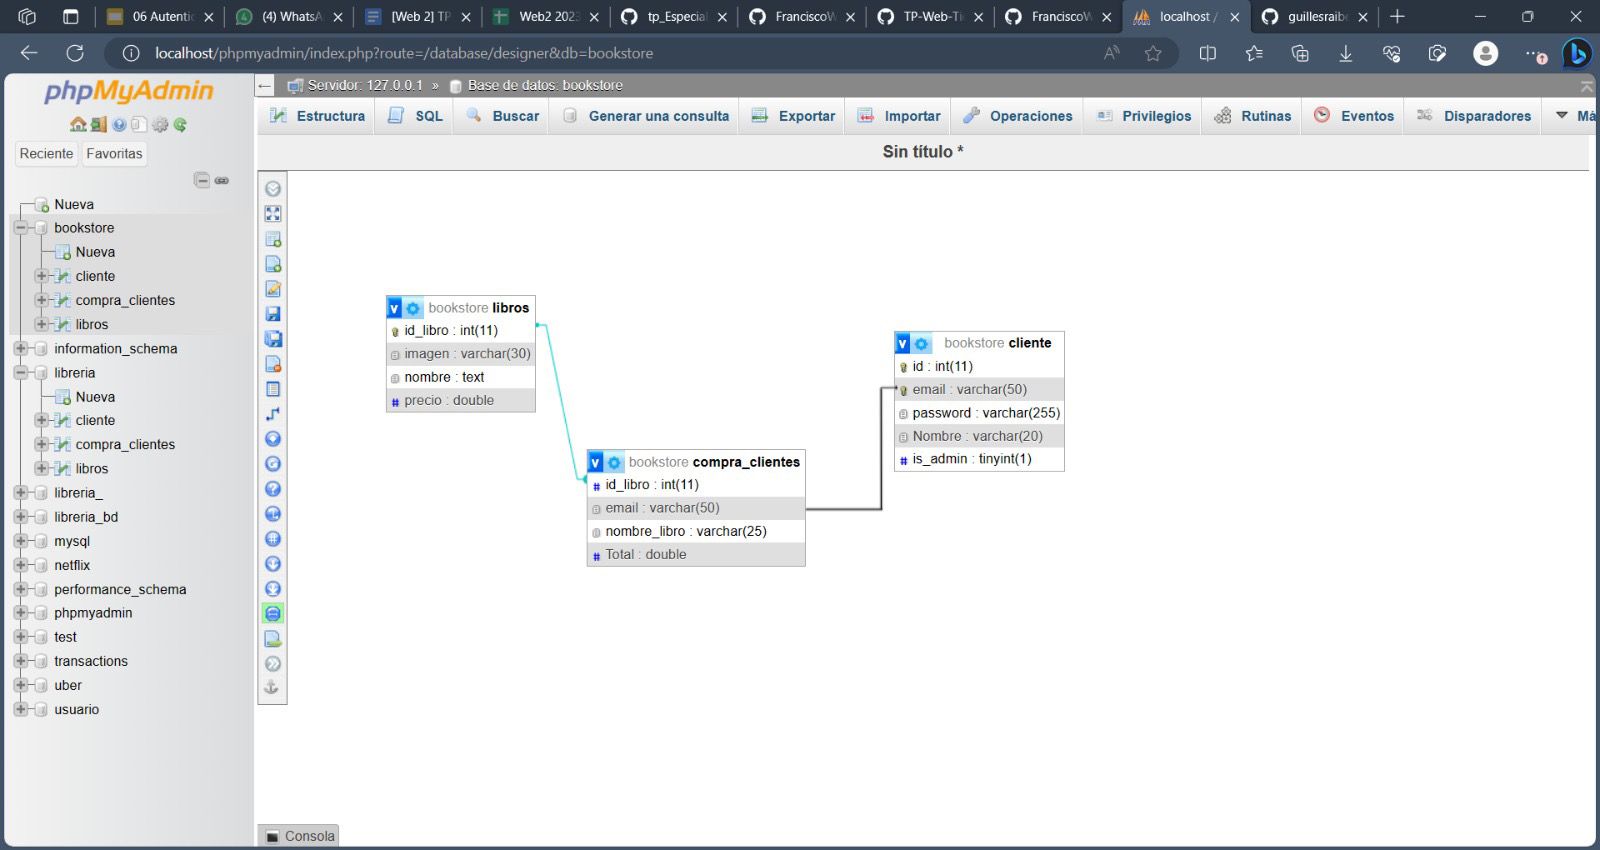 06 Autentic
(4) WhatsA
[Web 2] TP
Web2 2023
tp_Especial
FranciscoW
TP-Web-Tie
FranciscoW
localhost /
guillesraibe
localhost/phpmyadmin/index.php?route=/database/designer&db=bookstore
phpMyAdmin
Reciente Favoritas
Nueva
bookstore
Nueva
cliente
compra_clientes
libros
information_schema
libreria
Nueva
cliente
compra_clientes
libros
libreria_
libreria_bd
mysql
netflix
performance_schema
phpmyadmin
test
transactions
uber
usuario
Servidor: 127.0.0.1 » Base de datos: bookstore
Estructura SQL Buscar Generar una consulta Exportar Importar Operaciones Privilegios Rutinas Eventos Disparadores Má
Sin título *
v bookstore libros
id_libro : int(11)
imagen : varchar(30)
nombre : text
# precio : double
v bookstore compra_clientes
# id_libro : int(11)
email : varchar(50)
nombre_libro : varchar(25)
# Total : double
v bookstore cliente
id : int(11)
email : varchar(50)
password : varchar(255)
Nombre : varchar(20)
# is_admin : tinyint(1)
Consola